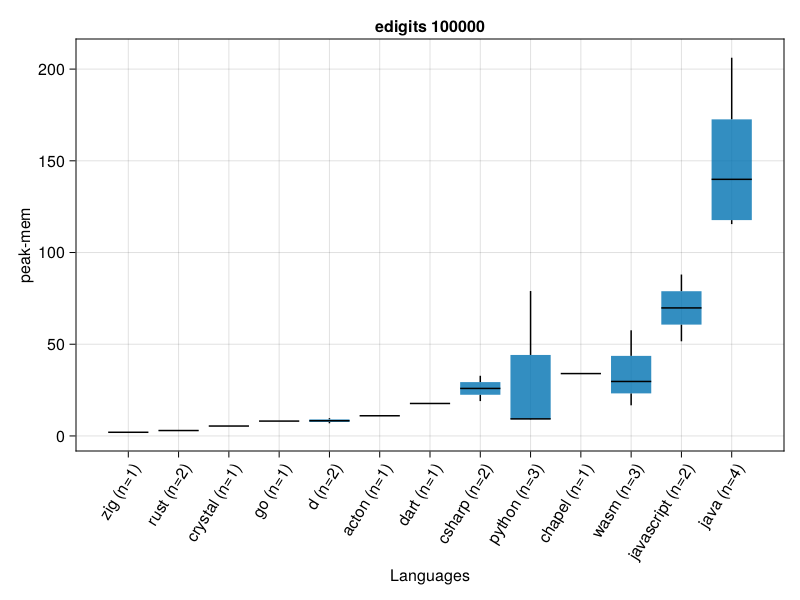 edigits 100000
peak-mem
200
150
100
50
0
zig (n=1)
rust (n=2)
crystal (n=1)
go (n=1)
d (n=2)
acton (n=1)
dart (n=1)
csharp (n=2)
python (n=3)
chapel (n=1)
wasm (n=3)
javascript (n=2)
java (n=4)
Languages